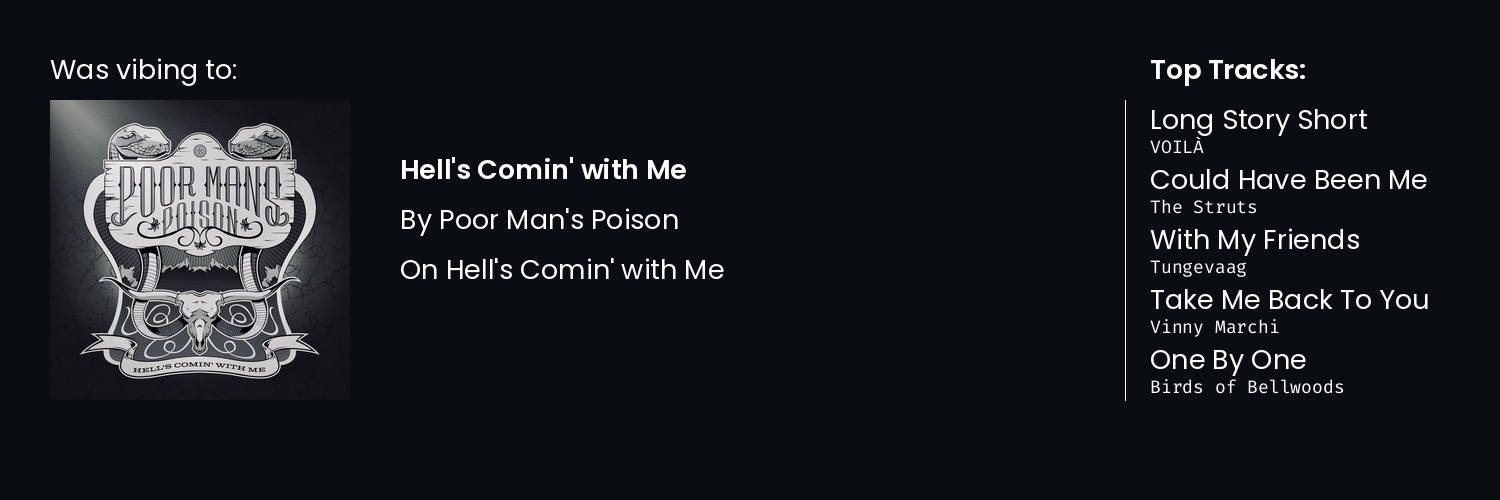 Was vibing to:
POOR MANS
POISON
HELL'S COMIN' WITH ME
Hell's Comin' with Me
By Poor Man's Poison
On Hell's Comin' with Me
Top Tracks:
Long Story Short
VOILÀ
Could Have Been Me
The Struts
With My Friends
Tungevaag
Take Me Back To You
Vinny Marchi
One By One
Birds of Bellwoods